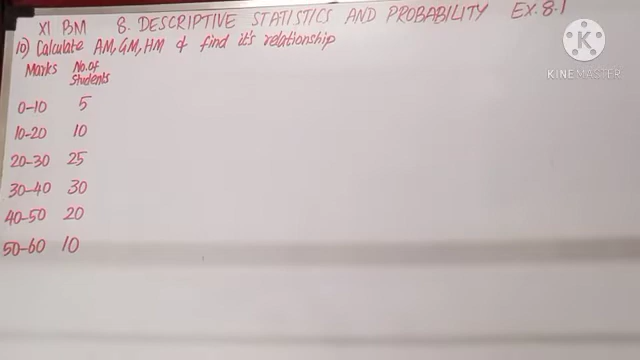 XI BM 8. DESCRIPTIVE STATISTICS AND PROBABILITY Ex.8.1
10) Calculate AM, GM, HM & find it's relationship
Marks No.of Students
0-10 5
10-20 10
20-30 25
30-40 30
40-50 20
50-60 10
K
KINEMASTER